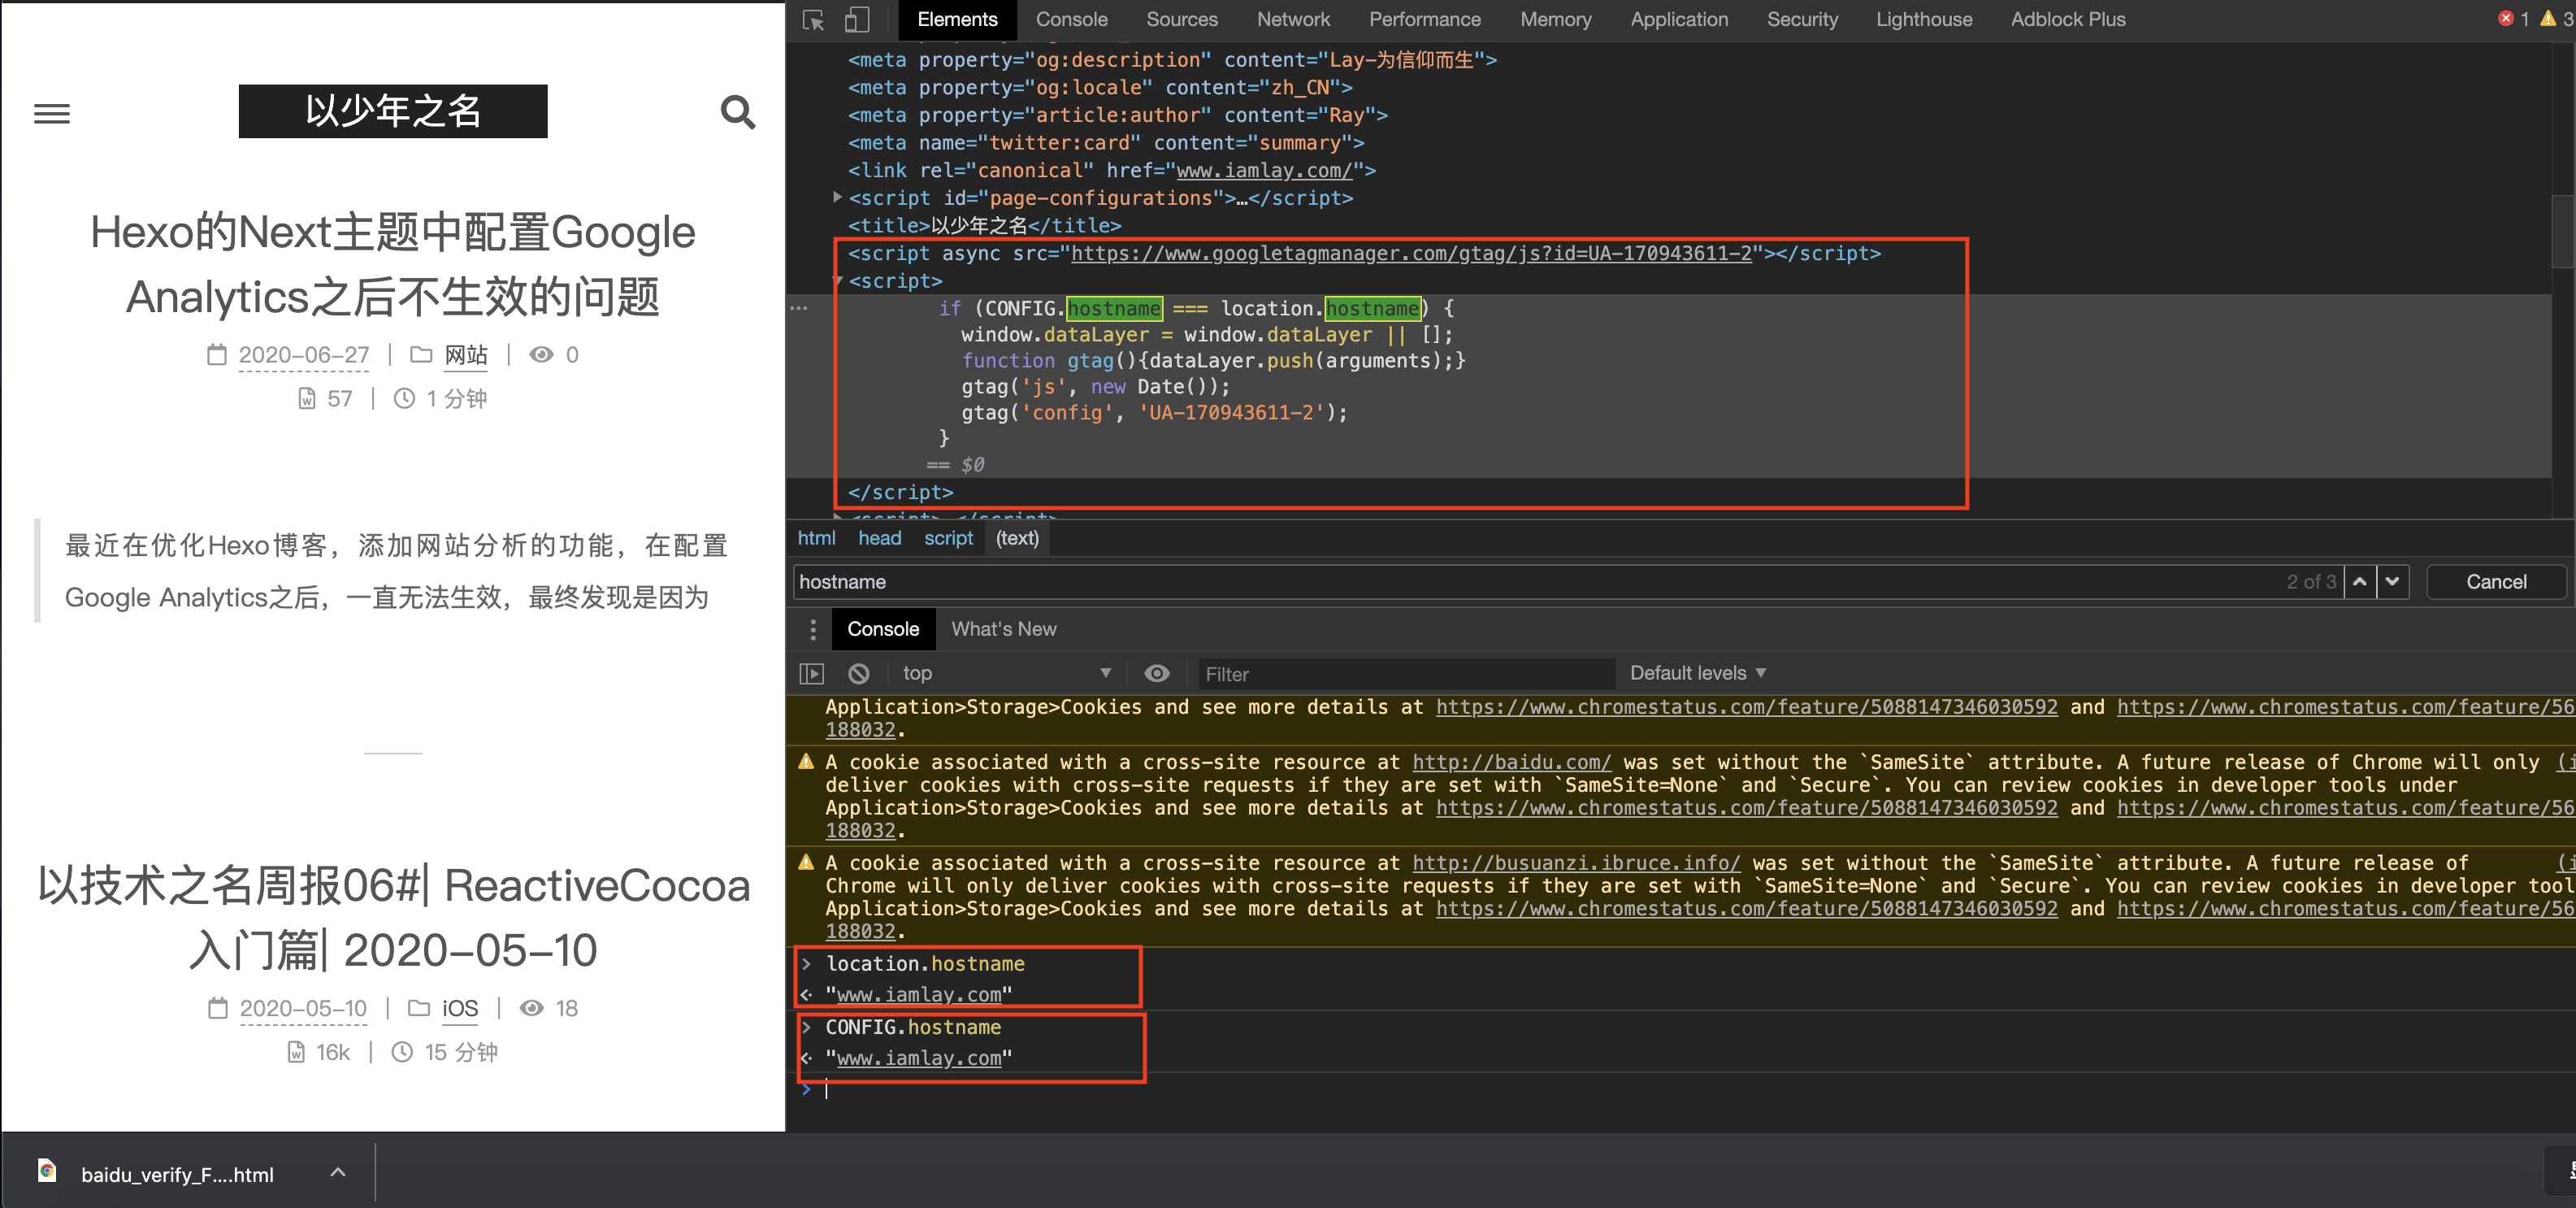 以少年之名
Hexo的Next主题中配置Google
Analytics之后不生效的问题
2020-06-27 | 网站 | 0
57 | 1 分钟
最近在优化Hexo博客，添加网站分析的功能，在配置
Google Analytics之后，一直无法生效，最终发现是因为
以技术之名周报06#| ReactiveCocoa
入门篇| 2020-05-10
2020-05-10 | iOS | 18
16k | 15 分钟
baidu_verify_F....html
Elements Console Sources Network Performance Memory Application Security Lighthouse Adblock Plus 1 3
<meta property="og:description" content="Lay-为信仰而生">
<meta property="og:locale" content="zh_CN">
<meta property="article:author" content="Ray">
<meta name="twitter:card" content="summary">
<link rel="canonical" href="www.iamlay.com/">
<script id="page-configurations">…</script>
<title>以少年之名</title>
<script async src="https://www.googletagmanager.com/gtag/js?id=UA-170943611-2"></script>
<script>
if (CONFIG.hostname === location.hostname) {
window.dataLayer = window.dataLayer || [];
function gtag(){dataLayer.push(arguments);}
gtag('js', new Date());
gtag('config', 'UA-170943611-2');
}
== $0
</script>
html head script (text)
hostname 2 of 3 Cancel
Console What's New
top Filter Default levels
Application>Storage>Cookies and see more details at https://www.chromestatus.com/feature/5088147346030592 and https://www.chromestatus.com/feature/56
188032.
A cookie associated with a cross-site resource at http://baidu.com/ was set without the `SameSite` attribute. A future release of Chrome will only (i
deliver cookies with cross-site requests if they are set with `SameSite=None` and `Secure`. You can review cookies in developer tools under
Application>Storage>Cookies and see more details at https://www.chromestatus.com/feature/5088147346030592 and https://www.chromestatus.com/feature/56
188032.
A cookie associated with a cross-site resource at http://busuanzi.ibruce.info/ was set without the `SameSite` attribute. A future release of (i
Chrome will only deliver cookies with cross-site requests if they are set with `SameSite=None` and `Secure`. You can review cookies in developer tool
Application>Storage>Cookies and see more details at https://www.chromestatus.com/feature/5088147346030592 and https://www.chromestatus.com/feature/56
188032.
> location.hostname
"www.iamlay.com"
> CONFIG.hostname
"www.iamlay.com"
>